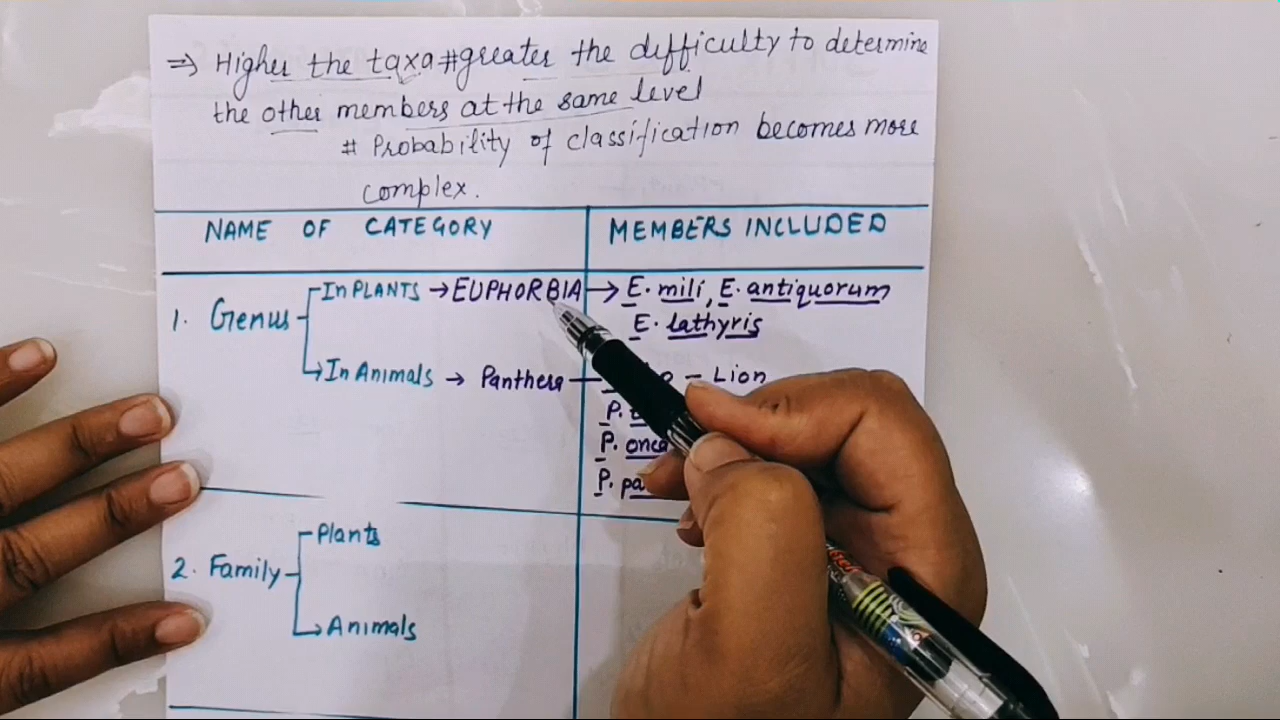 ⇒ Higher the taxa # greater the difficulty to determine
the other members at the same level
# Probability of classification becomes more
complex.
NAME OF CATEGORY MEMBERS INCLUDED
1. Genus In PLANTS → EUPHORBIA → E. mili, E. antiquorum
E. lathyris
In Animals → Panthera — – Lion
P.
P. onca
P.
2. Family Plants
Animals